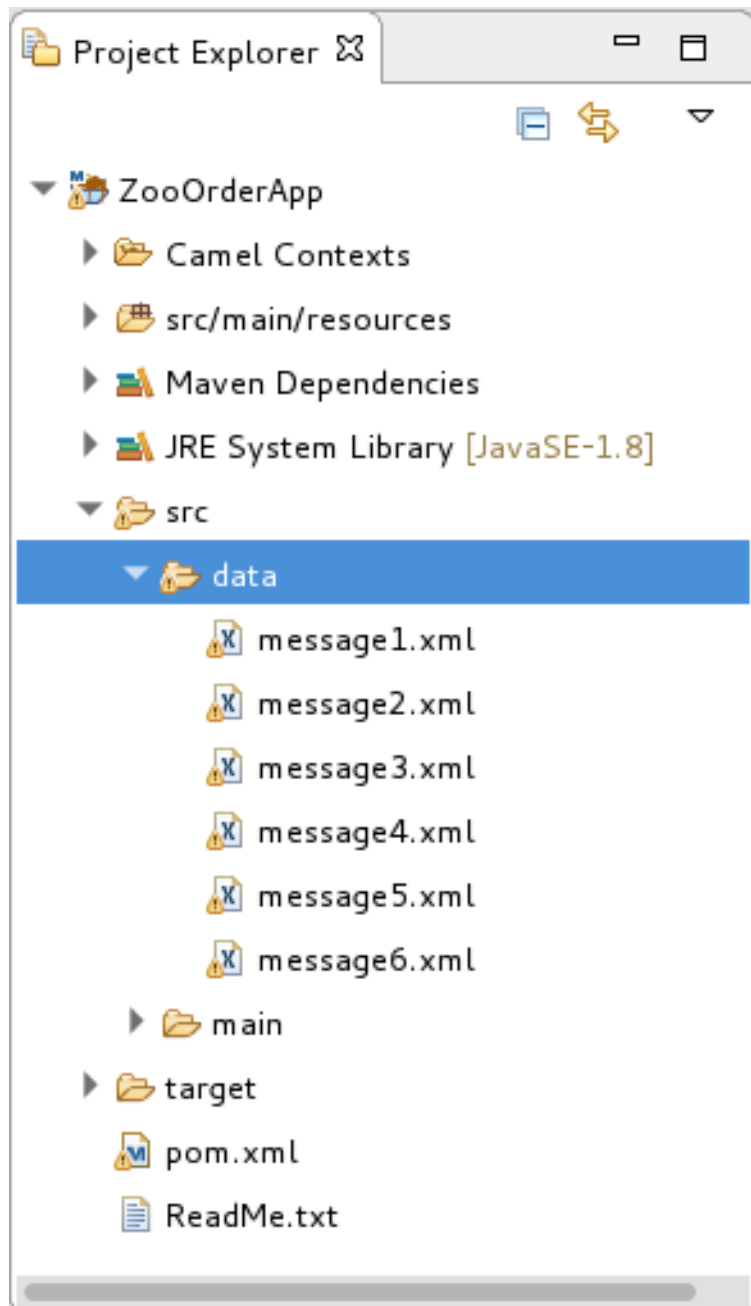 Project Explorer
ZooOrderApp
Camel Contexts
src/main/resources
Maven Dependencies
JRE System Library [JavaSE-1.8]
src
data
message1.xml
message2.xml
message3.xml
message4.xml
message5.xml
message6.xml
main
target
pom.xml
ReadMe.txt